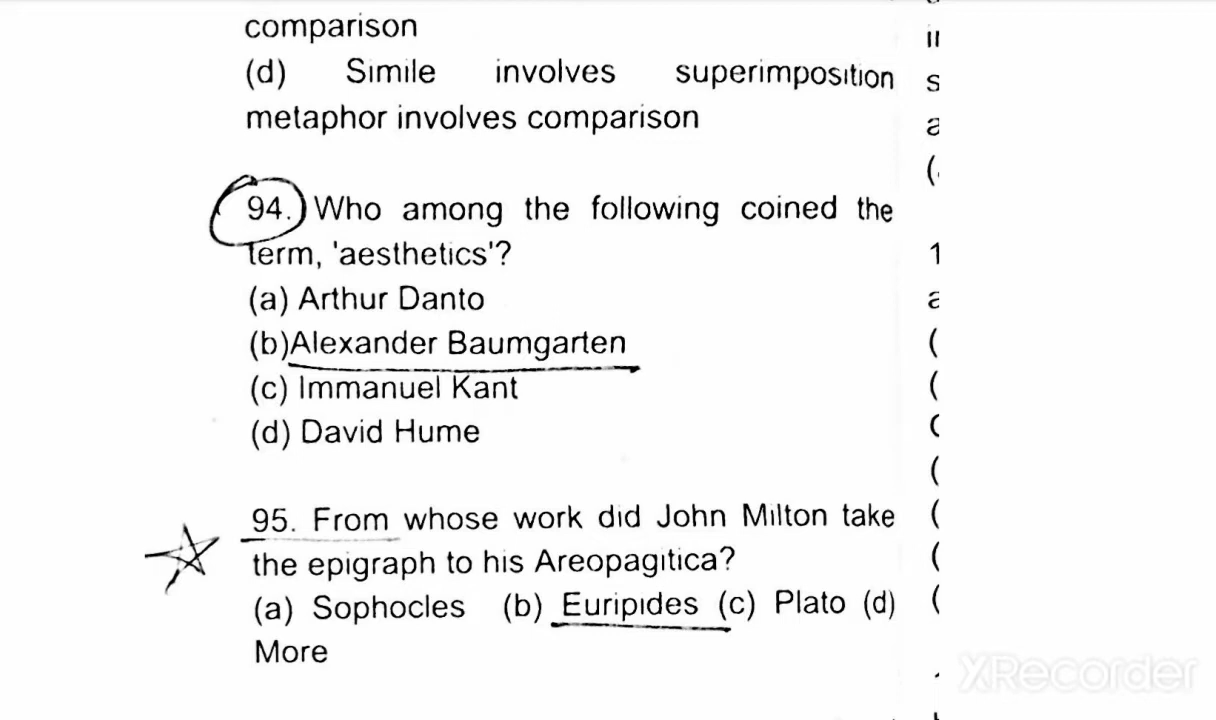 comparison
(d) Simile involves superimposition
metaphor involves comparison
94. Who among the following coined the
term, 'aesthetics'?
(a) Arthur Danto
(b)Alexander Baumgarten
(c) Immanuel Kant
(d) David Hume
95. From whose work did John Milton take
the epigraph to his Areopagitica?
(a) Sophocles (b) Euripides (c) Plato (d)
More
XRecorder